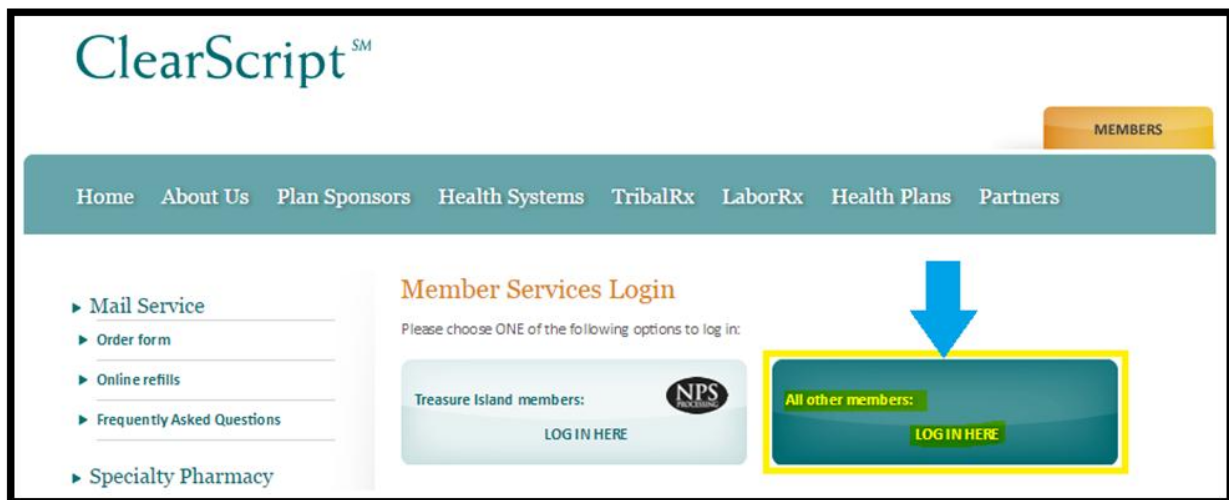 ClearScript SM
MEMBERS
Home About Us Plan Sponsors Health Systems TribalRx LaborRx Health Plans Partners
Mail Service
Order form
Online refills
Frequently Asked Questions
Specialty Pharmacy
Member Services Login
Please choose ONE of the following options to log in:
Treasure Island members:
NPS
PROCESSING
LOG IN HERE
All other members:
LOG IN HERE